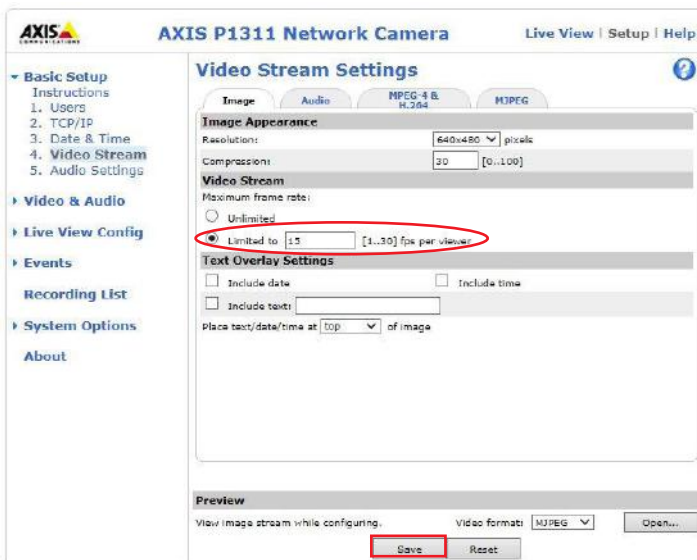 AXIS
COMMUNICATIONS
AXIS P1311 Network Camera
Live View | Setup | Help
Basic Setup
Instructions
1. Users
2. TCP/IP
3. Date & Time
4. Video Stream
5. Audio Settings
Video & Audio
Live View Config
Events
Recording List
System Options
About
Video Stream Settings
?
Image
Audio
MPEG-4 &
H.264
MJPEG
Image Appearance
Resolution: 640x480 pixels
Compression: 30 [0..100]
Video Stream
Maximum frame rate:
Unlimited
Limited to 15 [1..30] fps per viewer
Text Overlay Settings
Include date Include time
Include text:
Place text/date/time at top of image
Preview
View image stream while configuring. Video format: MJPEG Open...
Save Reset